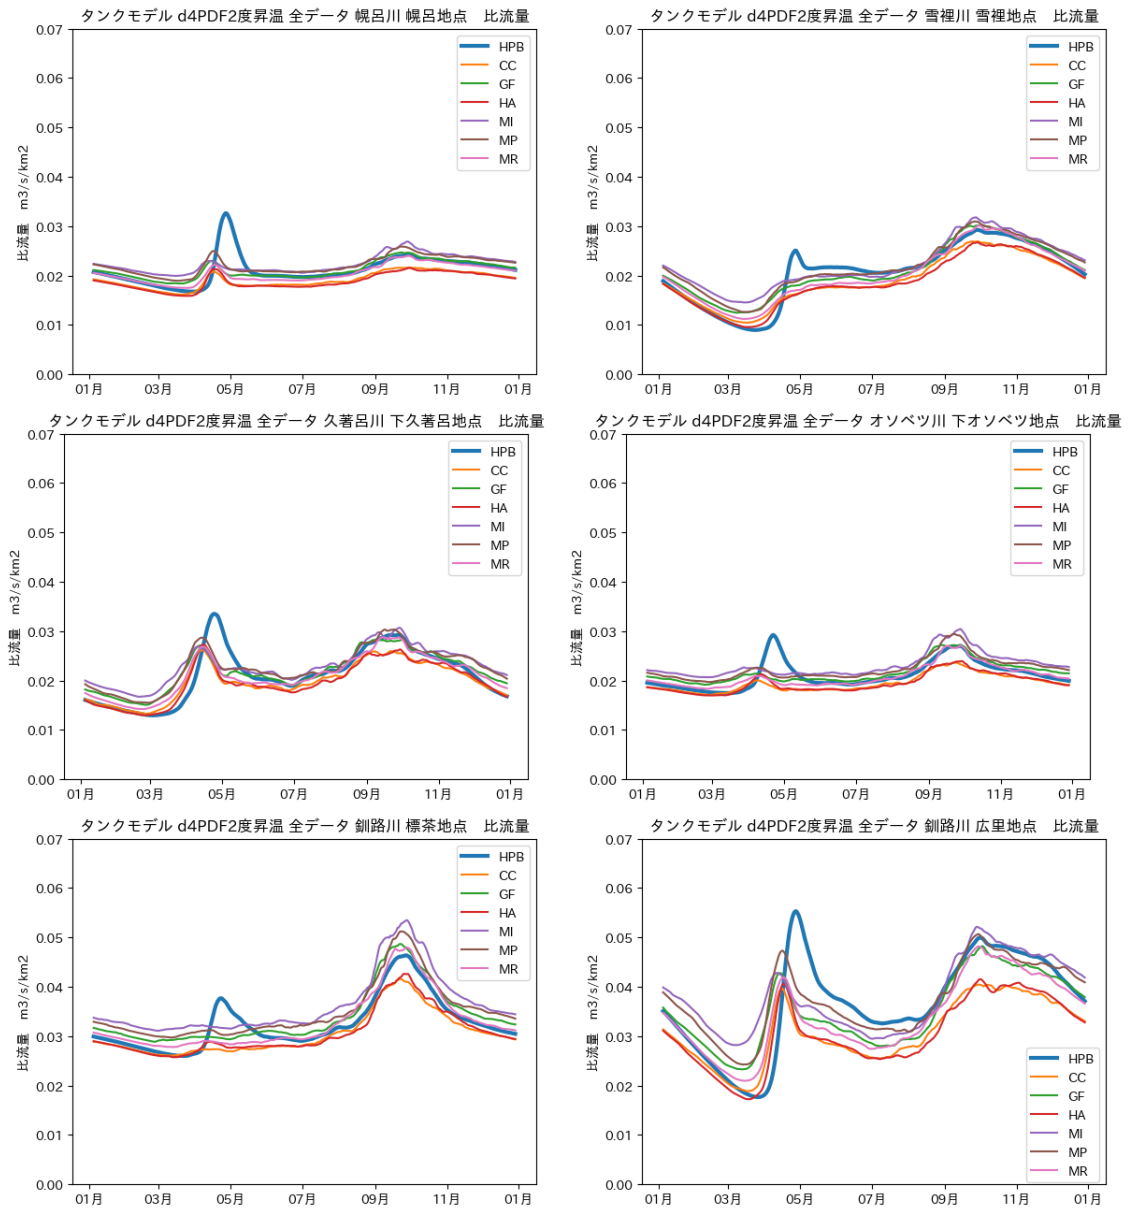 タンクモデル d4PDF2度昇温 全データ 幌呂川 幌呂地点　比流量
0.07
0.06
0.05
0.04
0.03
0.02
0.01
0.00
比流量　m3/s/km2
01月 03月 05月 07月 09月 11月 01月
HPB
CC
GF
HA
MI
MP
MR
タンクモデル d4PDF2度昇温 全データ 雪裡川 雪裡地点　比流量
0.07
0.06
0.05
0.04
0.03
0.02
0.01
0.00
比流量　m3/s/km2
01月 03月 05月 07月 09月 11月 01月
HPB
CC
GF
HA
MI
MP
MR
タンクモデル d4PDF2度昇温 全データ 久著呂川 下久著呂地点　比流量
0.07
0.06
0.05
0.04
0.03
0.02
0.01
0.00
比流量　m3/s/km2
01月 03月 05月 07月 09月 11月 01月
HPB
CC
GF
HA
MI
MP
MR
タンクモデル d4PDF2度昇温 全データ オソベツ川 下オソベツ地点　比流量
0.07
0.06
0.05
0.04
0.03
0.02
0.01
0.00
比流量　m3/s/km2
01月 03月 05月 07月 09月 11月 01月
HPB
CC
GF
HA
MI
MP
MR
タンクモデル d4PDF2度昇温 全データ 釧路川 標茶地点　比流量
0.07
0.06
0.05
0.04
0.03
0.02
0.01
0.00
比流量　m3/s/km2
01月 03月 05月 07月 09月 11月 01月
HPB
CC
GF
HA
MI
MP
MR
タンクモデル d4PDF2度昇温 全データ 釧路川 広里地点　比流量
0.07
0.06
0.05
0.04
0.03
0.02
0.01
0.00
比流量　m3/s/km2
01月 03月 05月 07月 09月 11月 01月
HPB
CC
GF
HA
MI
MP
MR